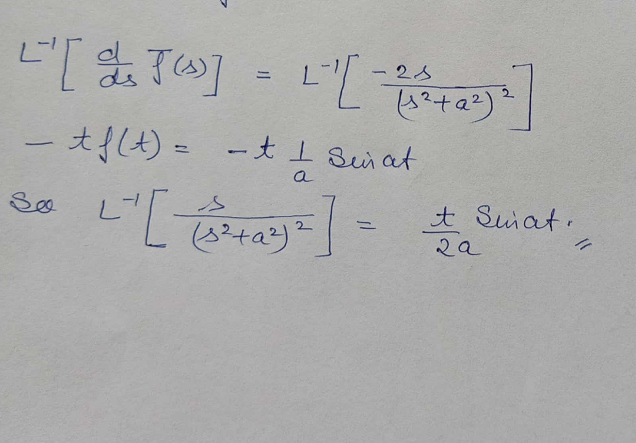 L⁻¹[ d/ds f̄(s) ] = L⁻¹[ -2s/(s²+a²)² ]
- t f(t) = - t 1/a Sin at
So L⁻¹[ s/(s²+a²)² ] = t/2a Sin at.